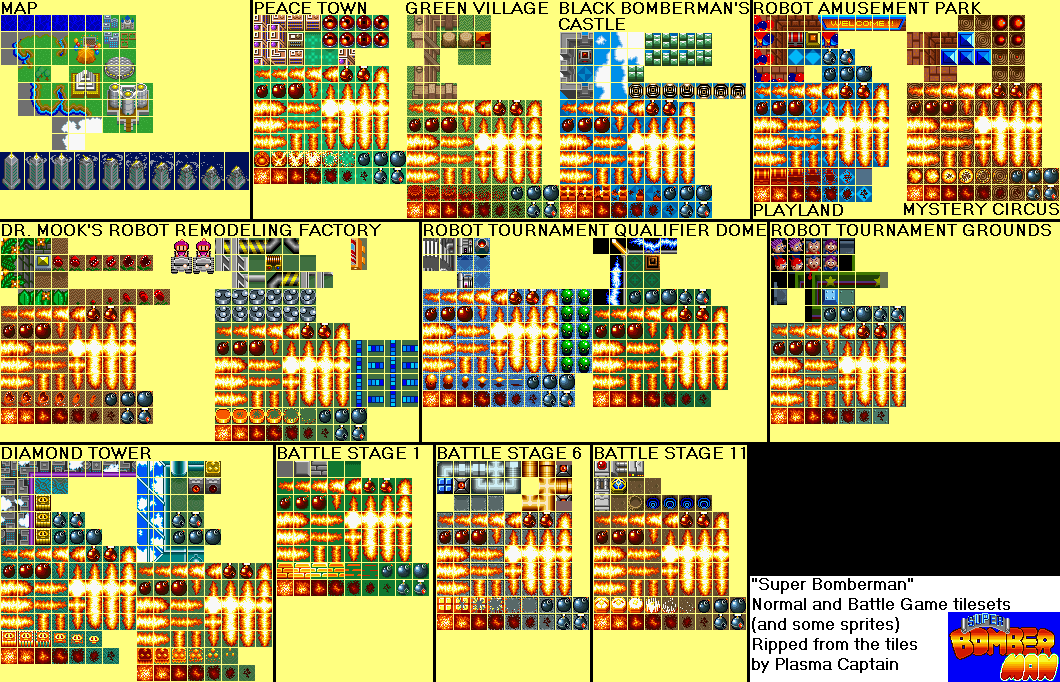 MAP
PEACE TOWN
GREEN VILLAGE
BLACK BOMBERMAN'S
CASTLE
ROBOT AMUSEMENT PARK
WELCOME!!
PLAYLAND
MYSTERY CIRCUS
DR. MOOK'S ROBOT REMODELING FACTORY
ROBOT TOURNAMENT QUALIFIER DOME
ROBOT TOURNAMENT GROUNDS
DIAMOND TOWER
BATTLE STAGE 1
BATTLE STAGE 6
BATTLE STAGE 11
"Super Bomberman"
Normal and Battle Game tilesets
(and some sprites)
Ripped from the tiles
by Plasma Captain
SUPER
BOMBER
MAN